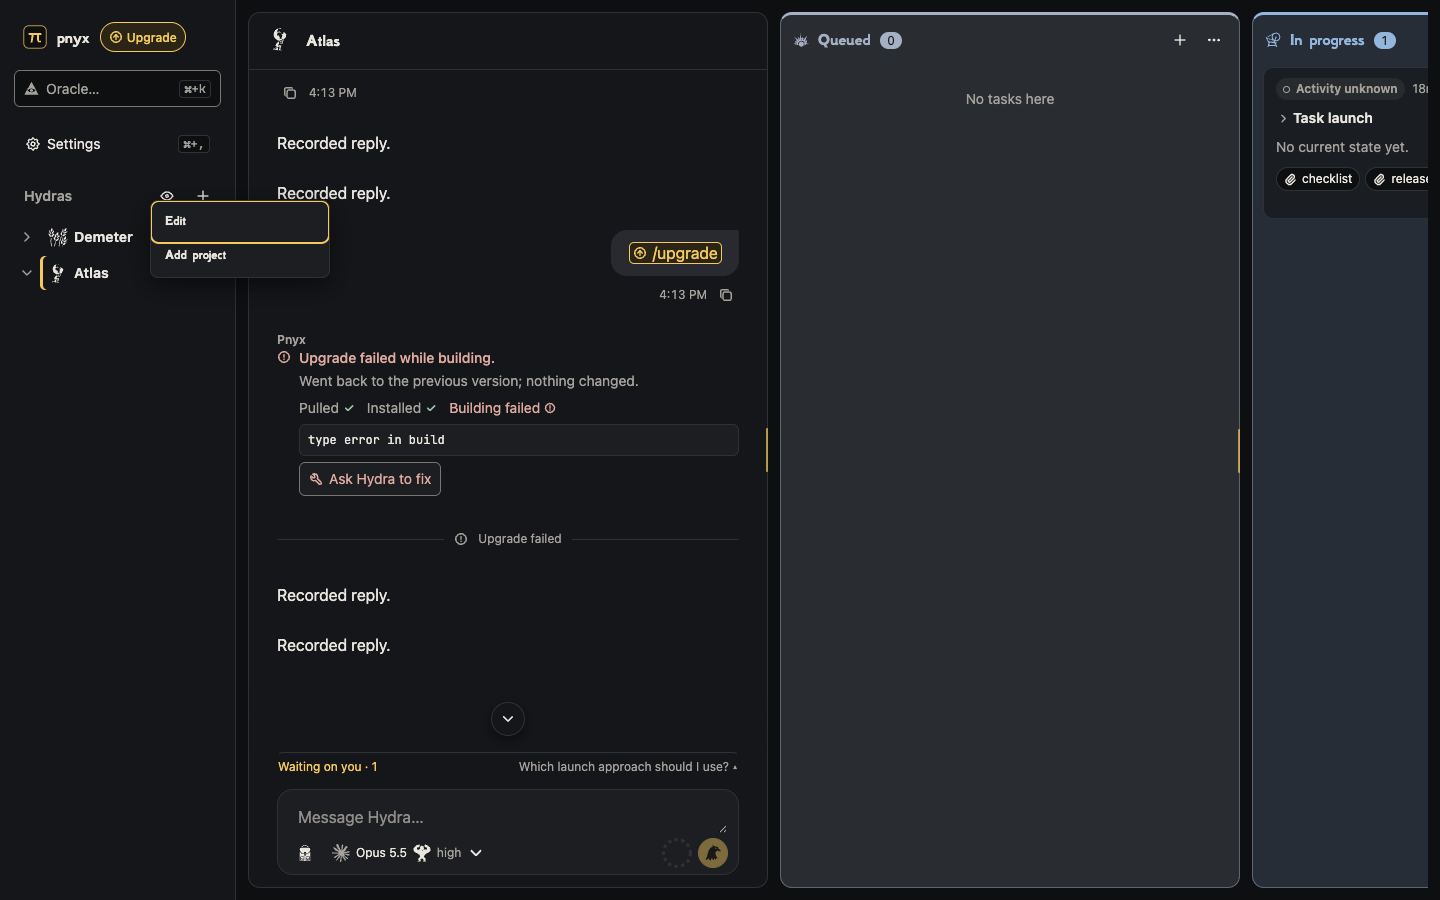 pnyx
Upgrade
Oracle...
⌘+k
Settings
⌘+,
Hydras
Demeter
Atlas
Edit
Add project
Atlas
4:13 PM
Recorded reply.
Recorded reply.
/upgrade
4:13 PM
Pnyx
Upgrade failed while building.
Went back to the previous version; nothing changed.
Pulled Installed Building failed
type error in build
Ask Hydra to fix
Upgrade failed
Recorded reply.
Recorded reply.
Waiting on you · 1
Which launch approach should I use?
Message Hydra...
Opus 5.5 high
Queued 0
No tasks here
In progress 1
Activity unknown 18
Task launch
No current state yet.
checklist
release